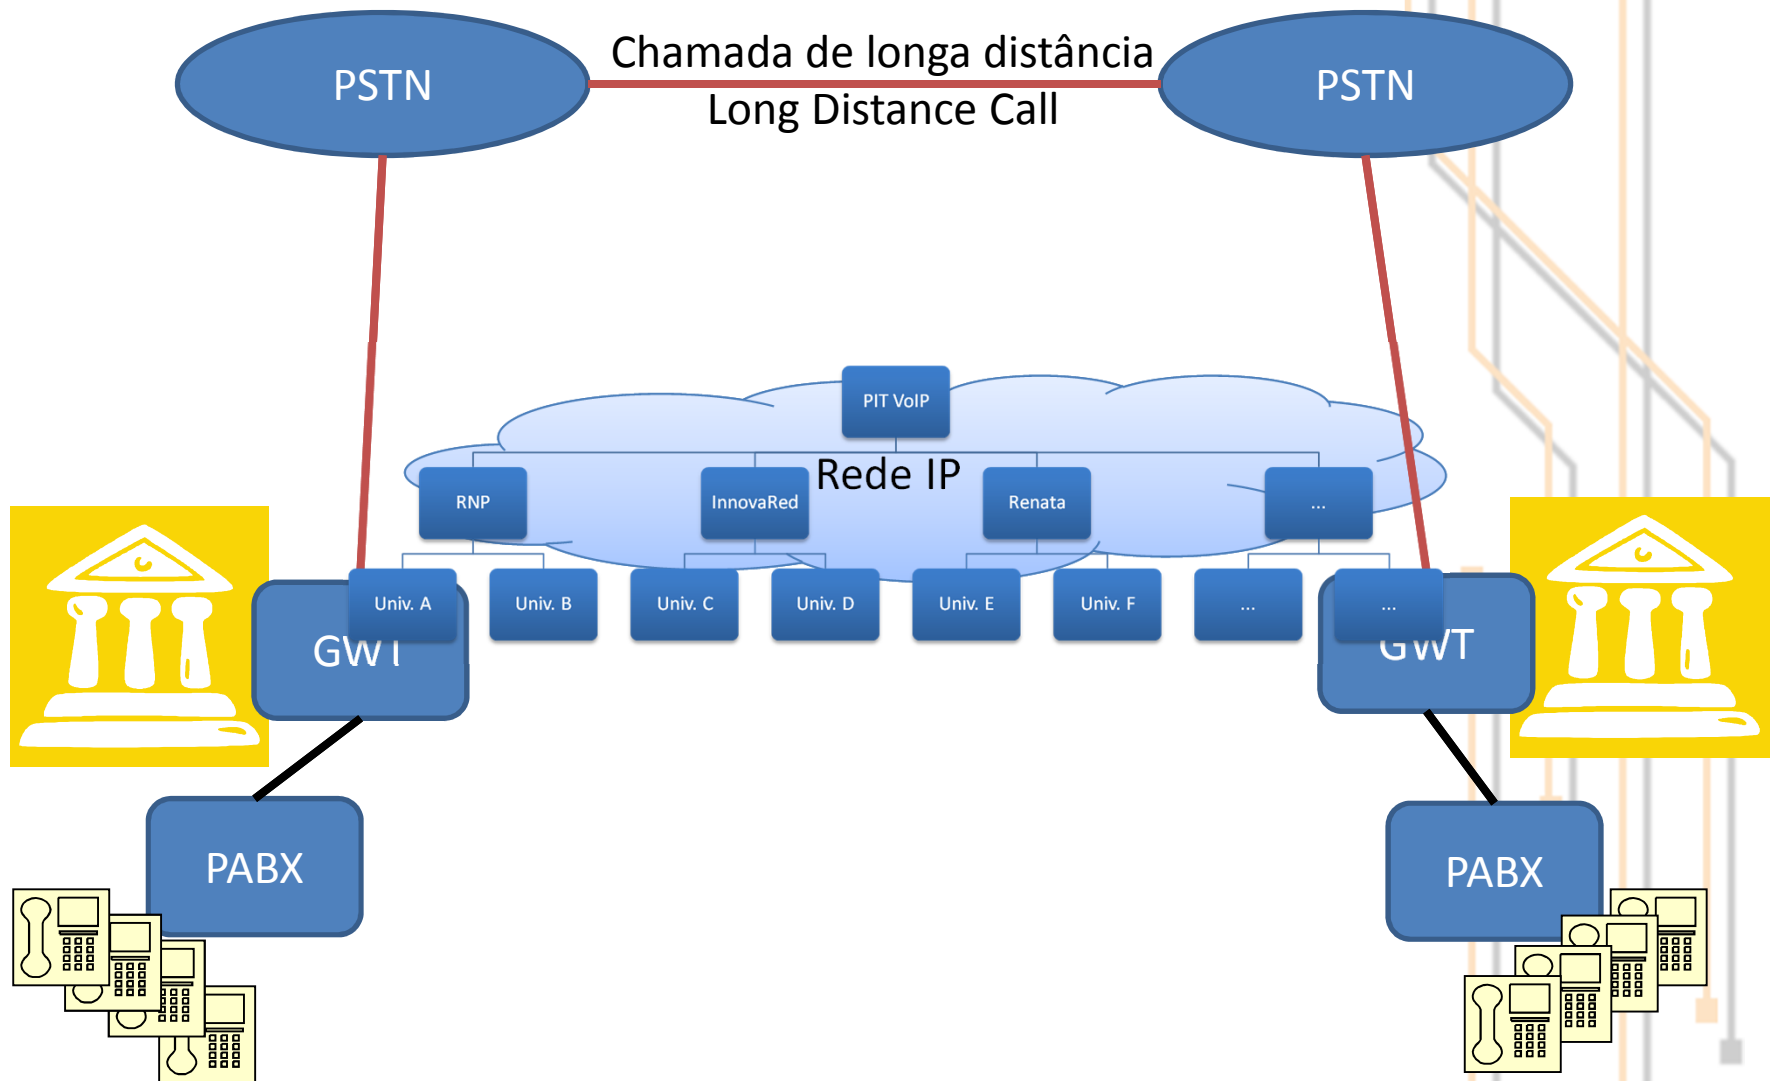 Chamada de longa distância
PSTN
PSTN
Long Distance Call
PIT VoIP
Rede IP
RNP
InnovaRed
Renata
...
Univ. A
Univ. B
Univ. C
Univ. D
Univ. E
Univ. F
...
...
GWT
GWT
PABX
PABX